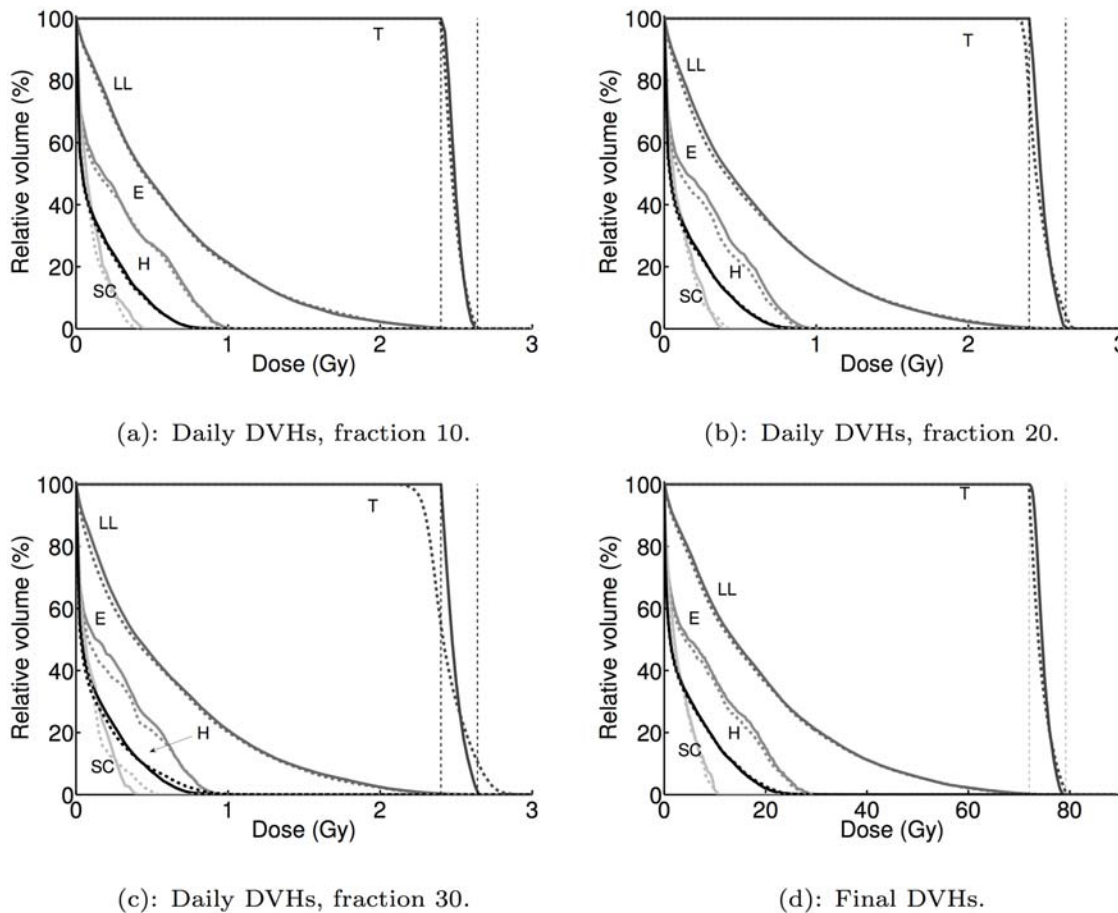 100
80
60
40
20
0
Relative volume (%)
T
LL
E
H
SC
0 1 2 3
Dose (Gy)
(a): Daily DVHs, fraction 10.
100
80
60
40
20
0
Relative volume (%)
T
LL
E
H
SC
0 1 2 3
Dose (Gy)
(b): Daily DVHs, fraction 20.
100
80
60
40
20
0
Relative volume (%)
T
LL
E
H
SC
0 1 2 3
Dose (Gy)
(c): Daily DVHs, fraction 30.
100
80
60
40
20
0
Relative volume (%)
T
LL
E
H
SC
0 20 40 60 80
Dose (Gy)
(d): Final DVHs.